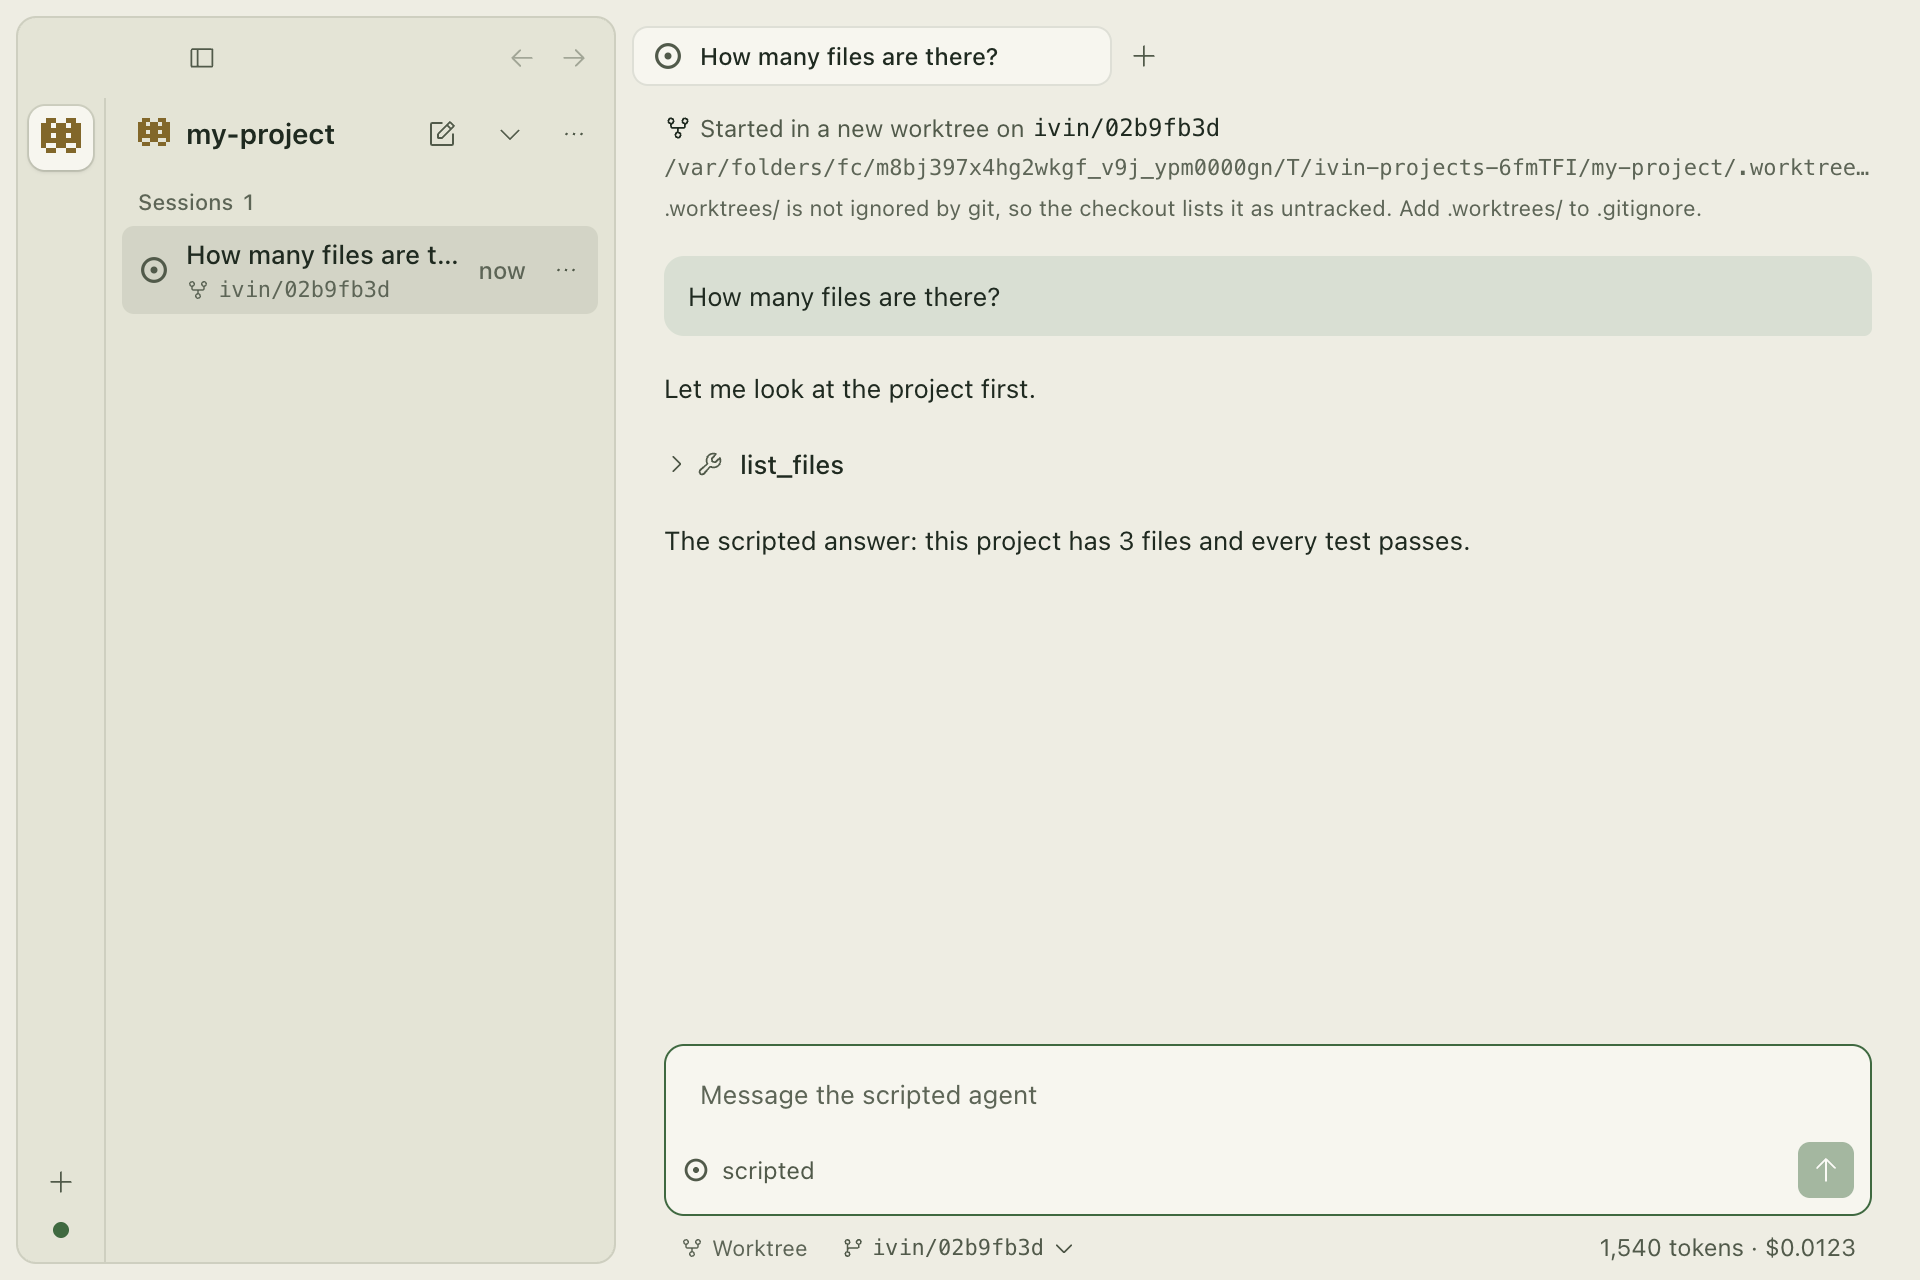 How many files are there?
my-project
Sessions 1
How many files are t...
now
ivin/02b9fb3d
Started in a new worktree on ivin/02b9fb3d
/var/folders/fc/m8bj397x4hg2wkgf_v9j_ypm0000gn/T/ivin-projects-6fmTFI/my-project/.worktree…
.worktrees/ is not ignored by git, so the checkout lists it as untracked. Add .worktrees/ to .gitignore.
How many files are there?
Let me look at the project first.
list_files
The scripted answer: this project has 3 files and every test passes.
Message the scripted agent
scripted
Worktree ivin/02b9fb3d 1,540 tokens · $0.0123